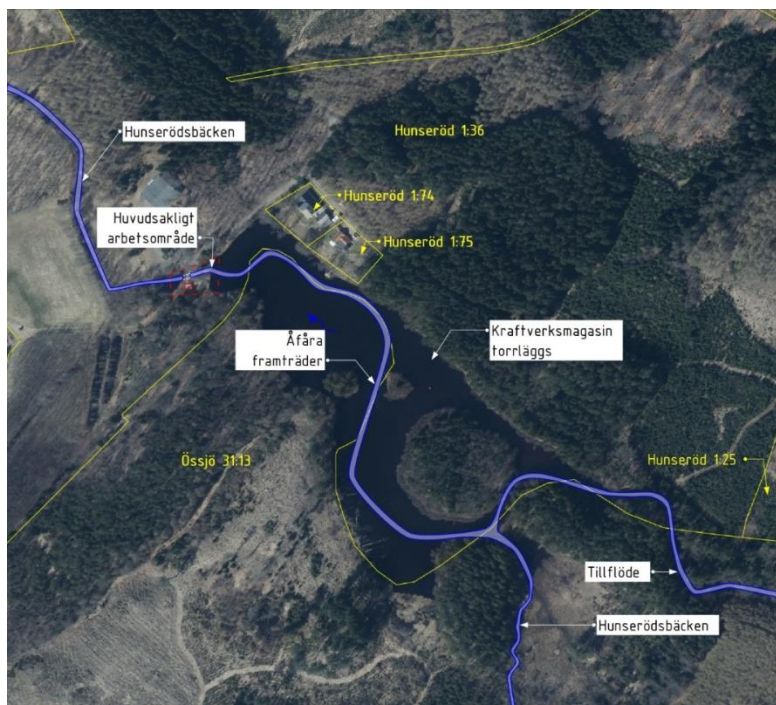 Hunserödsbäcken
Hunseröd 1:36
Huvudsakligt
arbetsområde
Hunseröd 1:74
Hunseröd 1:75
Åfåra
framträder
Kraftverksmagasin
torrläggs
Össjö 31:13
Hunseröd 1:25
Tillflöde
Hunserödsbäcken